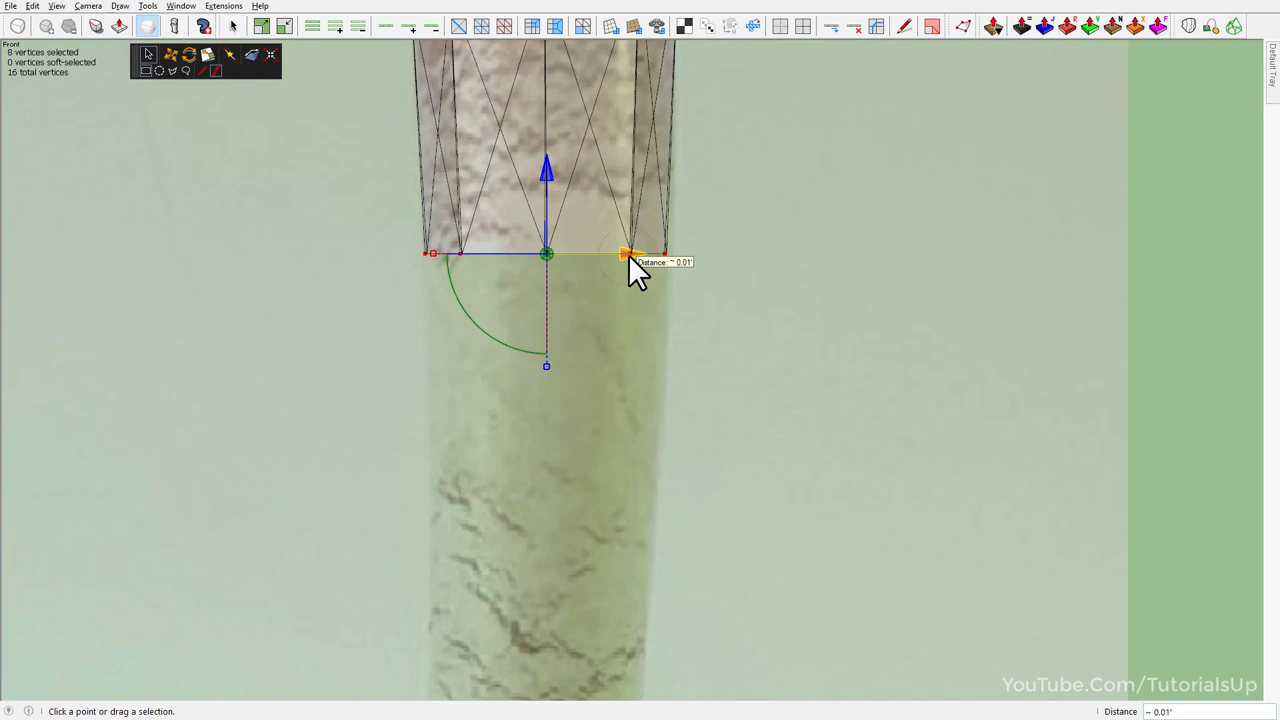 File Edit View Camera Draw Tools Window Extensions Help
Front
8 vertices selected
0 vertices soft-selected
16 total vertices
Default Tray
Distance: ~ 0.01'
YouTube.Com/TutorialsUp
Click a point or drag a selection.
Distance ~ 0.01'